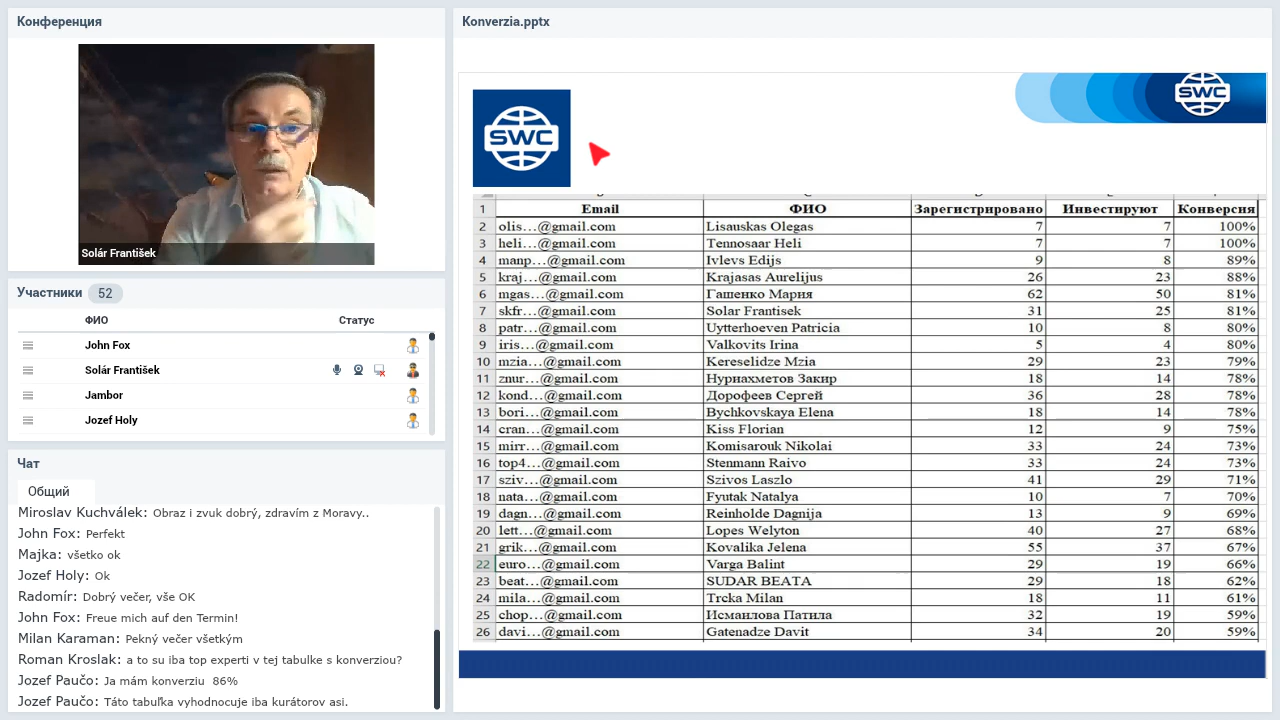 Конференция
Solár František
Участники 52
ФИО Статус
John Fox
Solár František
Jambor
Jozef Holy
Чат
Общий
Miroslav Kuchválek: Obraz i zvuk dobrý, zdravím z Moravy..
John Fox: Perfekt
Majka: všetko ok
Jozef Holy: Ok
Radomír: Dobrý večer, vše OK
John Fox: Freue mich auf den Termin!
Milan Karaman: Pekný večer všetkým
Roman Kroslak: a to su iba top experti v tej tabulke s konverziou?
Jozef Paučo: Ja mám konverziu 86%
Jozef Paučo: Táto tabuľka vyhodnocuje iba kurátorov asi.
Konverzia.pptx
SWC
SWC
1 Email ФИО Зарегистрировано Инвестируют Конверсия
2 olis...@gmail.com Lisauskas Olegas 7 7 100%
3 heli...@gmail.com Tennosaar Heli 7 7 100%
4 manp...@gmail.com Ivlevs Edijs 9 8 89%
5 kraj...@gmail.com Krajasas Aurelijus 26 23 88%
6 mgas...@gmail.com Гашенко Мария 62 50 81%
7 skfr...@gmail.com Solar Frantisek 31 25 81%
8 patr...@gmail.com Uytterhoeven Patricia 10 8 80%
9 iris...@gmail.com Valkovits Irina 5 4 80%
10 mzia...@gmail.com Kereselidze Mzia 29 23 79%
11 znur...@gmail.com Нуриахметов Закир 18 14 78%
12 kond...@gmail.com Дорофеев Сергей 36 28 78%
13 bori...@gmail.com Bychkovskaya Elena 18 14 78%
14 cran...@gmail.com Kiss Florian 12 9 75%
15 mirr...@gmail.com Komisarouk Nikolai 33 24 73%
16 top4...@gmail.com Stenmann Raivo 33 24 73%
17 sziv...@gmail.com Szivos Laszlo 41 29 71%
18 nata...@gmail.com Fyutak Natalya 10 7 70%
19 dagn...@gmail.com Reinholde Dagnija 13 9 69%
20 lett...@gmail.com Lopes Welyton 40 27 68%
21 grik...@gmail.com Kovalika Jelena 55 37 67%
22 euro...@gmail.com Varga Balint 29 19 66%
23 beat...@gmail.com SUDAR BEATA 29 18 62%
24 mila...@gmail.com Trcka Milan 18 11 61%
25 chop...@gmail.com Исмаилова Патила 32 19 59%
26 davi...@gmail.com Gatenadze Davit 34 20 59%